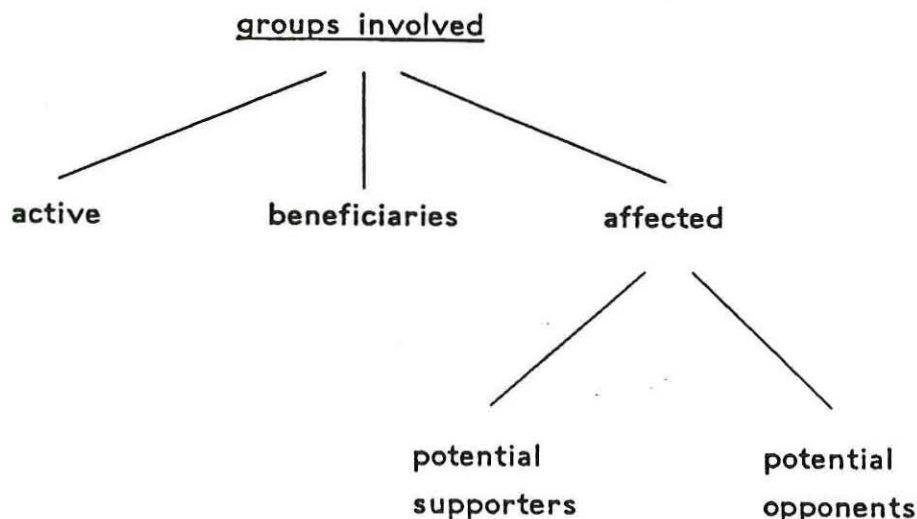 groups involved
active beneficiaries affected
potential potential
supporters opponents